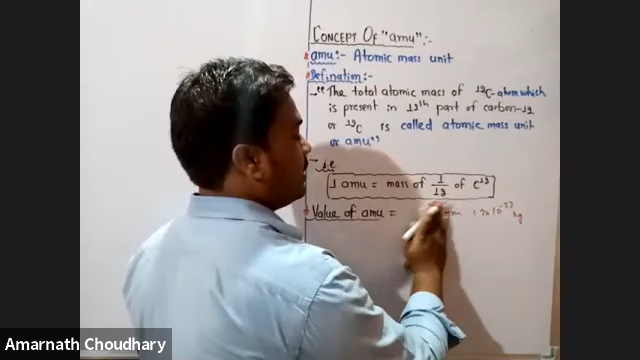 CONCEPT OF "amu" :-
* amu:- Atomic mass unit
* Defination:-
→ "The total atomic mass of ¹²C-atom which
is present in 12th part of carbon-12
or ¹²C is called atomic mass unit
or amu"
→ i.e
1 amu = mass of 1/12 of C¹²
* Value of amu =
kg
Amarnath Choudhary